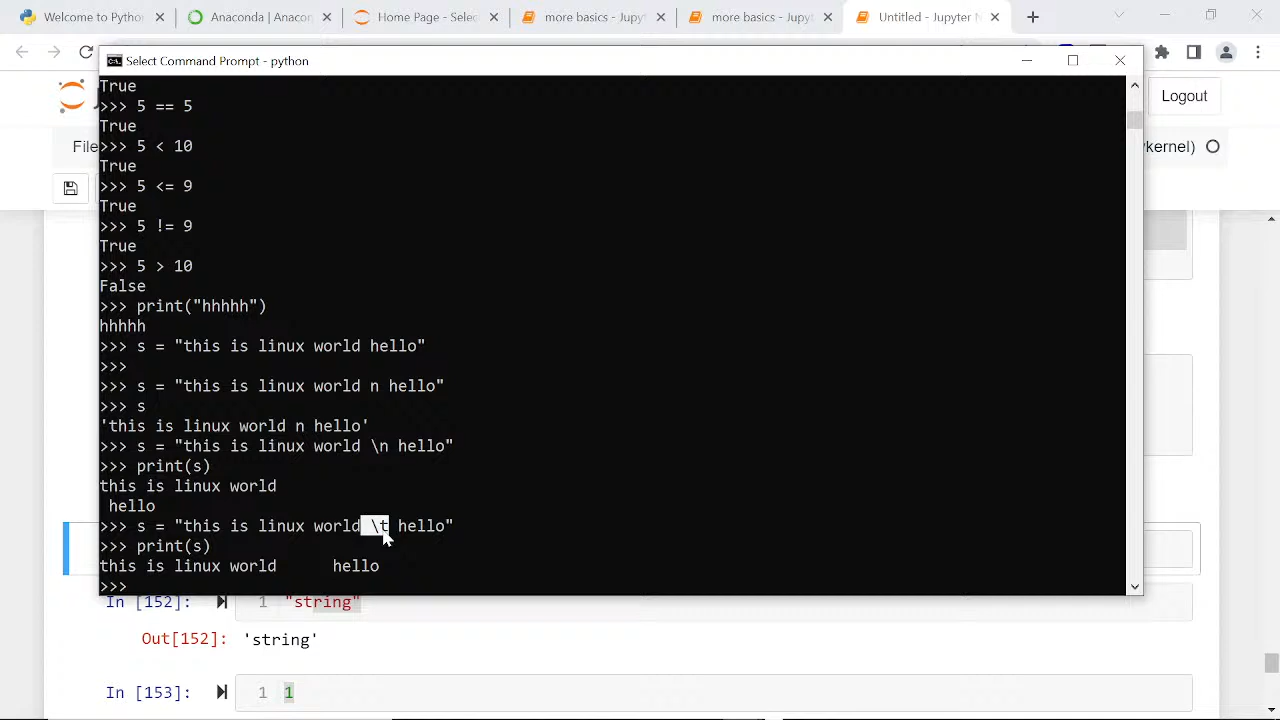 Welcome to Pytho
Anaconda | Anacon
Home Page - Selec
more basics - Jupyt
more basics - Jupyt
Untitled - Jupyter N
Select Command Prompt - python
Logout
File
kernel)
True
>>> 5 == 5
True
>>> 5 < 10
True
>>> 5 <= 9
True
>>> 5 != 9
True
>>> 5 > 10
False
>>> print("hhhhh")
hhhhh
>>> s = "this is linux world hello"
>>>
>>> s = "this is linux world n hello"
>>> s
'this is linux world n hello'
>>> s = "this is linux world \n hello"
>>> print(s)
this is linux world
 hello
>>> s = "this is linux world \t hello"
>>> print(s)
this is linux world      hello
>>>
In [152]: 1 "string"
Out[152]: 'string'
In [153]: 1 1